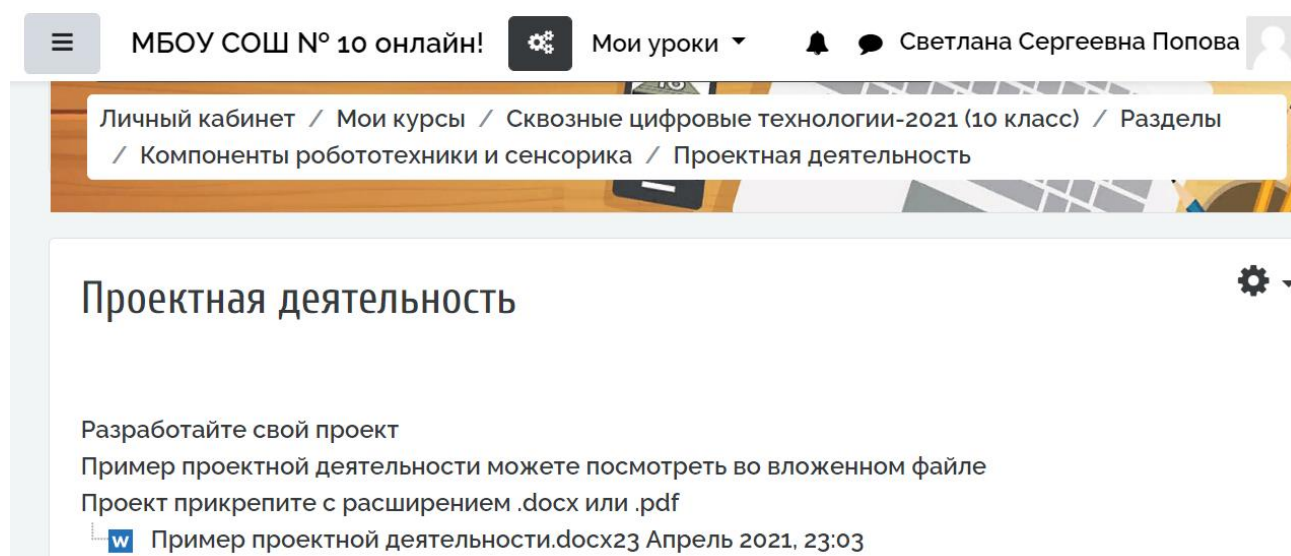 МБОУ СОШ № 10 онлайн! Мои уроки Светлана Сергеевна Попова
Личный кабинет / Мои курсы / Сквозные цифровые технологии-2021 (10 класс) / Разделы
/ Компоненты робототехники и сенсорика / Проектная деятельность
Проектная деятельность
Разработайте свой проект
Пример проектной деятельности можете посмотреть во вложенном файле
Проект прикрепите с расширением .docx или .pdf
W Пример проектной деятельности.docx23 Апрель 2021, 23:03